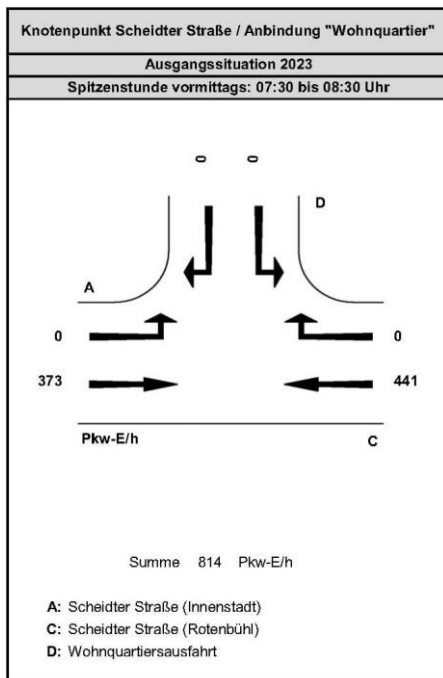 Knotenpunkt Scheidter Straße / Anbindung "Wohnquartier"
Ausgangssituation 2023
Spitzenstunde vormittags: 07:30 bis 08:30 Uhr
0 0
D
A
0 0
373 441
Pkw-E/h C
Summe 814 Pkw-E/h
A: Scheidter Straße (Innenstadt)
C: Scheidter Straße (Rotenbühl)
D: Wohnquartiersausfahrt